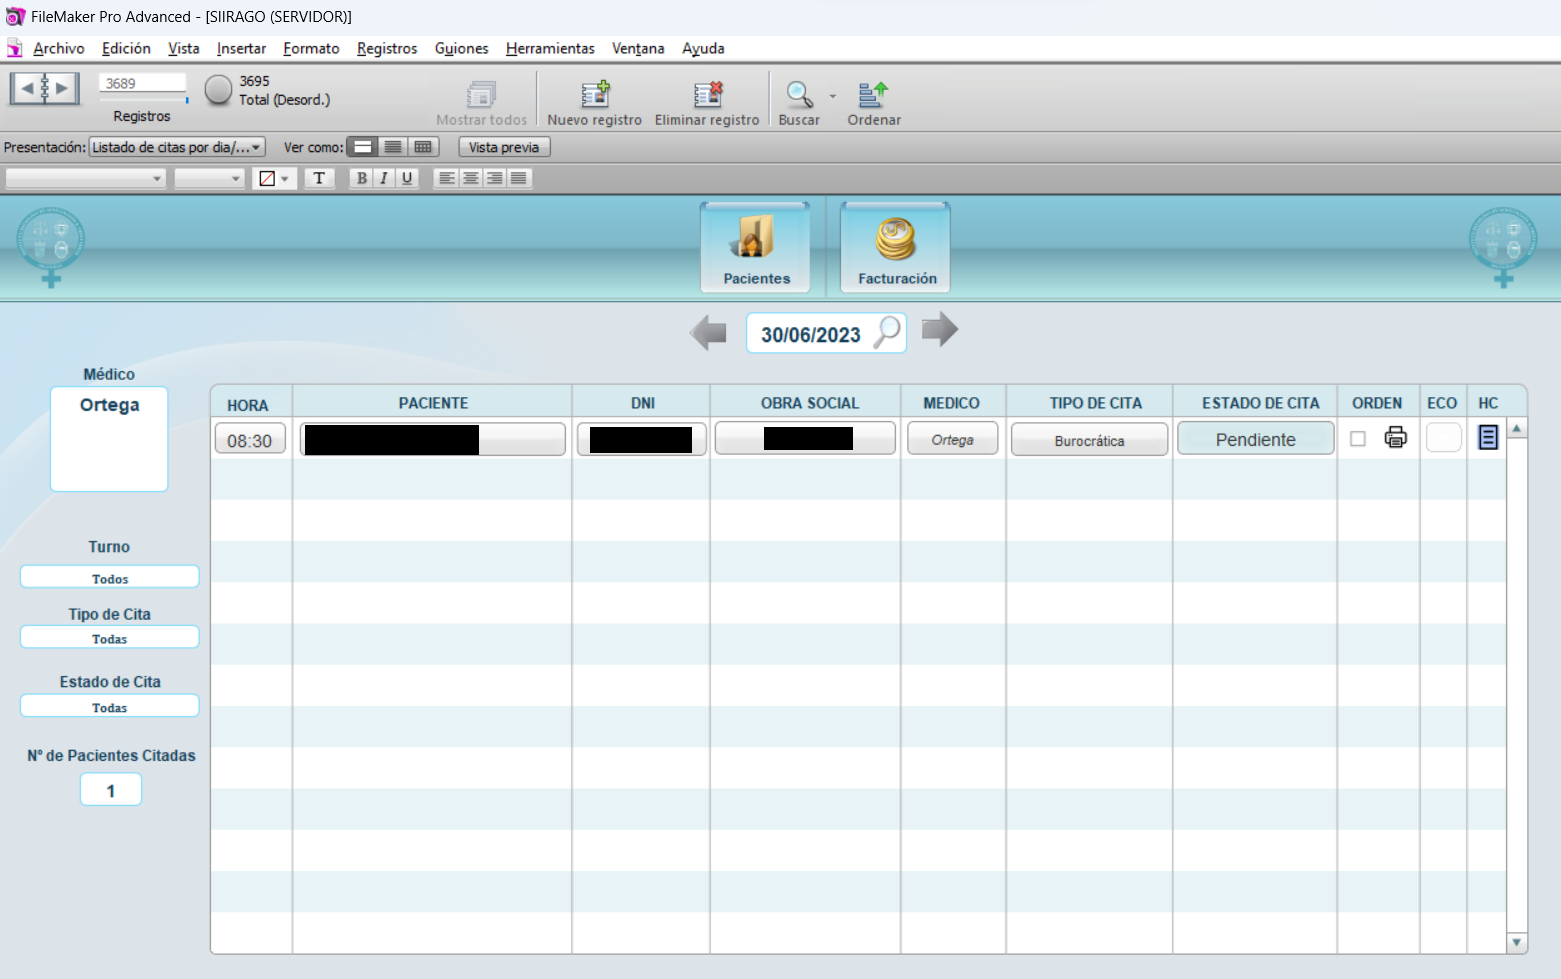 FileMaker Pro Advanced - [SIIRAGO (SERVIDOR)]
Archivo Edición Vista Insertar Formato Registros Guiones Herramientas Ventana Ayuda
3689
Registros
3695
Total (Desord.)
Mostrar todos Nuevo registro Eliminar registro Buscar Ordenar
Presentación: Listado de citas por dia/... Ver como: Vista previa
T B I U
Pacientes Facturación
30/06/2023
Médico
Ortega
Turno
Todos
Tipo de Cita
Todas
Estado de Cita
Todas
Nº de Pacientes Citadas
1
HORA PACIENTE DNI OBRA SOCIAL MEDICO TIPO DE CITA ESTADO DE CITA ORDEN ECO HC
08:30 Ortega Burocrática Pendiente